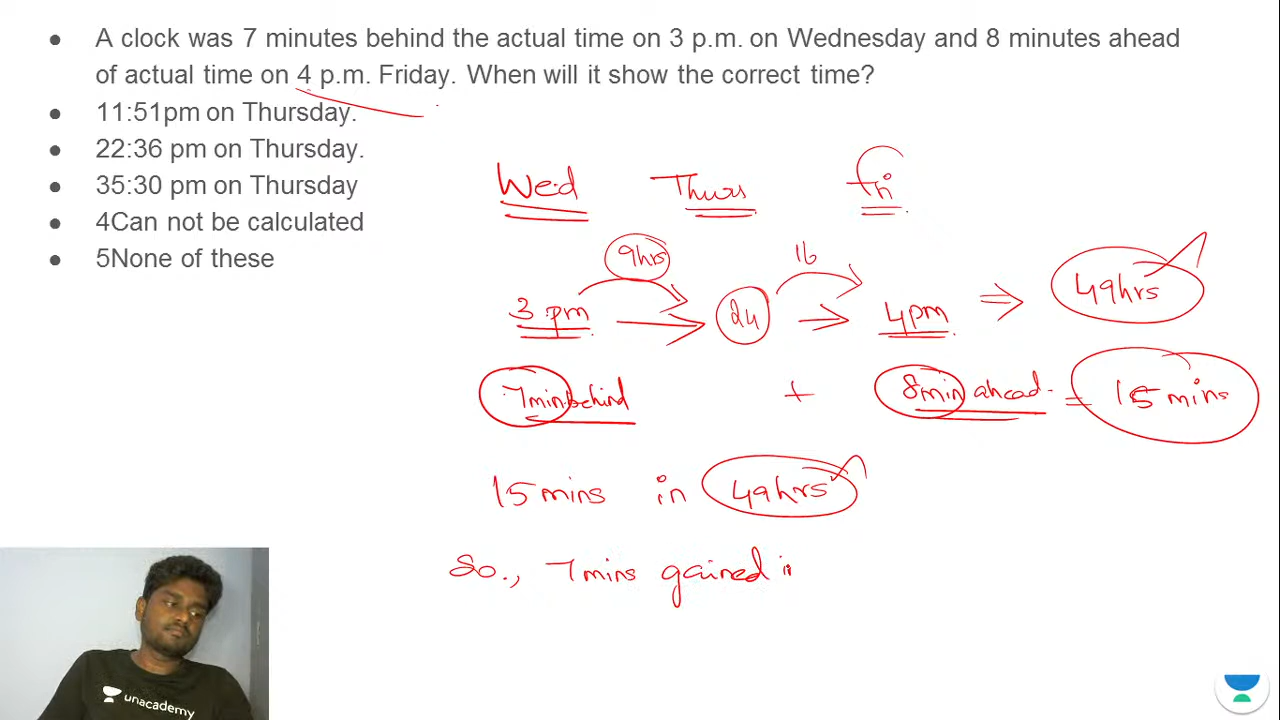 A clock was 7 minutes behind the actual time on 3 p.m. on Wednesday and 8 minutes ahead
of actual time on 4 p.m. Friday. When will it show the correct time?
11:51pm on Thursday.
22:36 pm on Thursday.
35:30 pm on Thursday
4Can not be calculated
5None of these
Wed Thurs Fri
9hrs 16
3 pm 24 4pm ⇒ 49hrs
7min behind + 8min ahead = 15 mins
15mins in 49hrs
So., 7mins gained i
unacademy